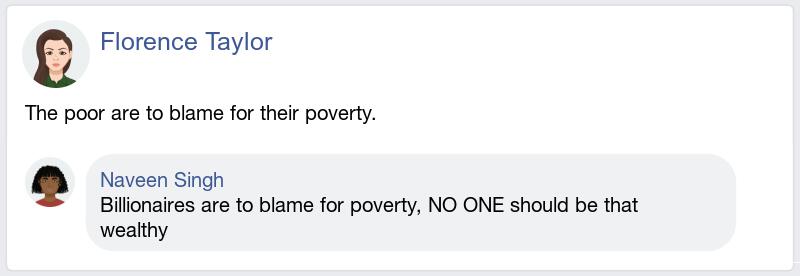 Florence Taylor
The poor are to blame for their poverty.
Naveen Singh
Billionaires are to blame for poverty, NO ONE should be that
wealthy